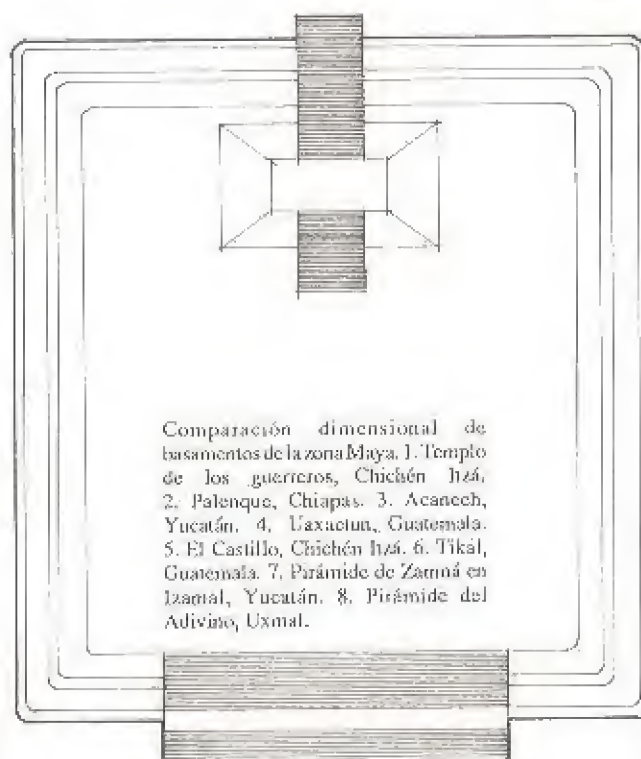 Comparación dimensional de
basamentos de la zona Maya. 1. Templo
de los guerreros, Chichén Itzá.
2. Palenque, Chiapas. 3. Acanceh,
Yucatán. 4. Uaxactun, Guatemala.
5. El Castillo, Chichén Itzá. 6. Tikal,
Guatemala. 7. Pirámide de Zamná en
Izamal, Yucatán. 8. Pirámide del
Adivino, Uxmal.